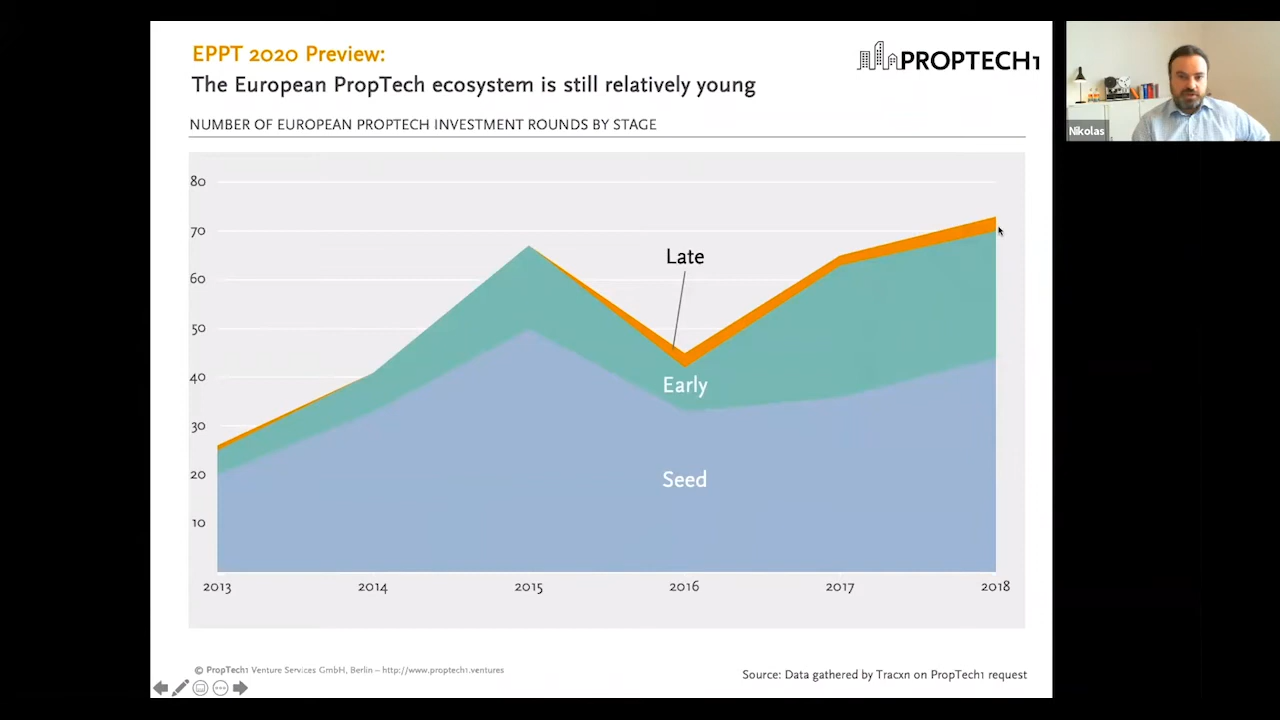 EPPT 2020 Preview:
The European PropTech ecosystem is still relatively young
PROPTECH1
NUMBER OF EUROPEAN PROPTECH INVESTMENT ROUNDS BY STAGE
Nikolas
80
70
60
50
40
30
20
10
Late
Early
Seed
2013 2014 2015 2016 2017 2018
© PropTech1 Venture Services GmbH, Berlin – http://www.proptech1.ventures
Source: Data gathered by Tracxn on PropTech1 request